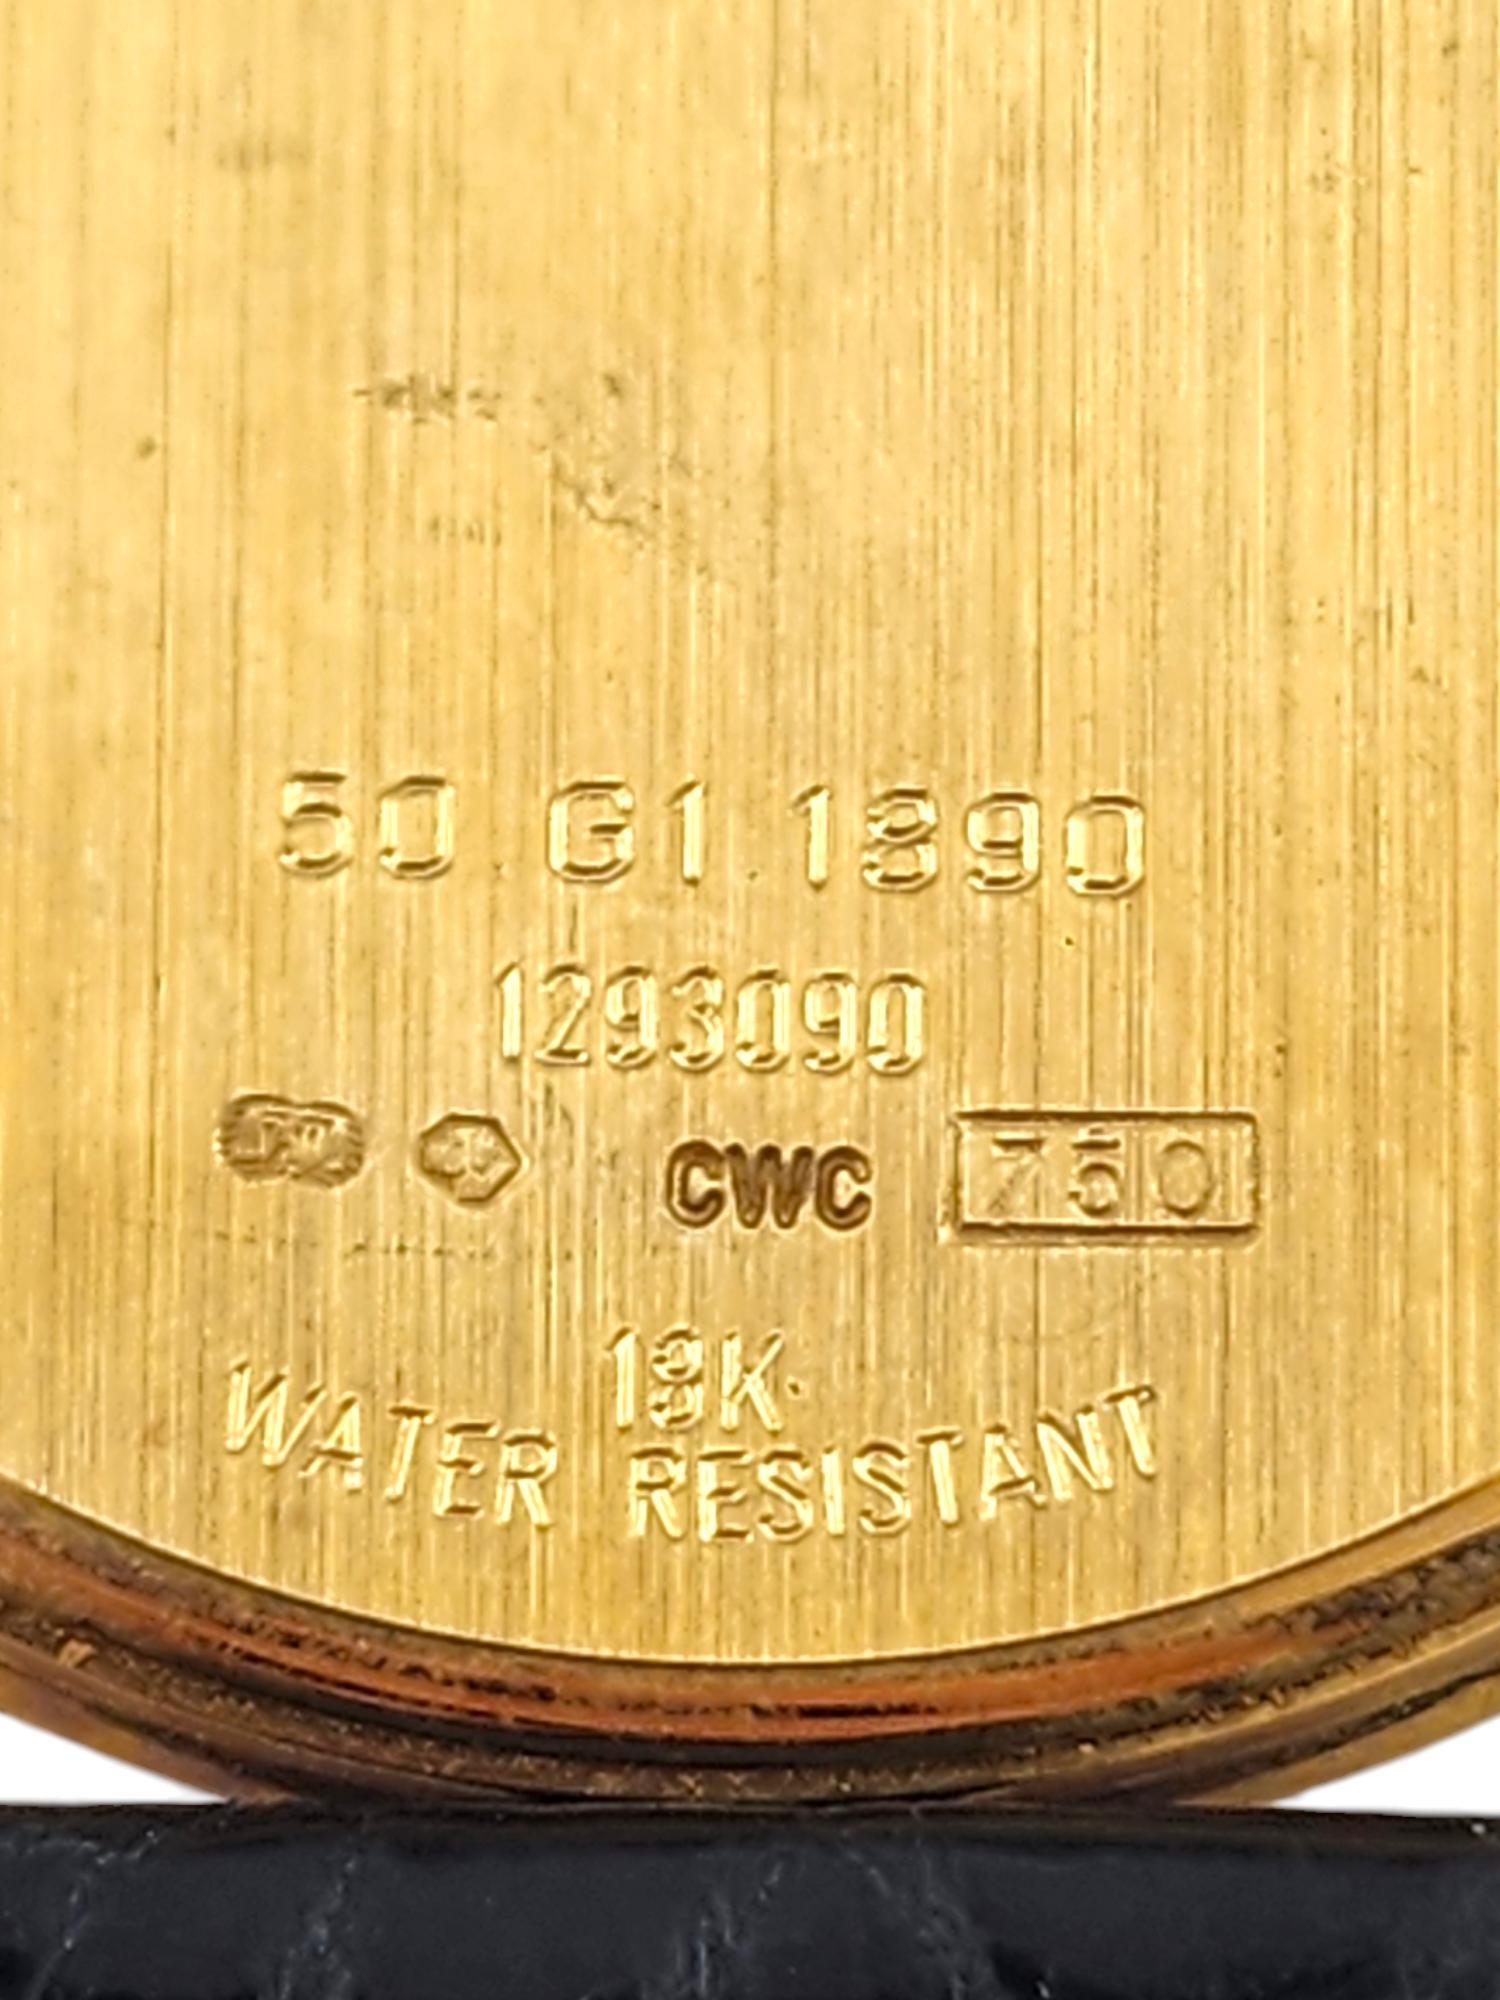 50 G1 1890
1293090
CWC 750
18K
WATER RESISTANT